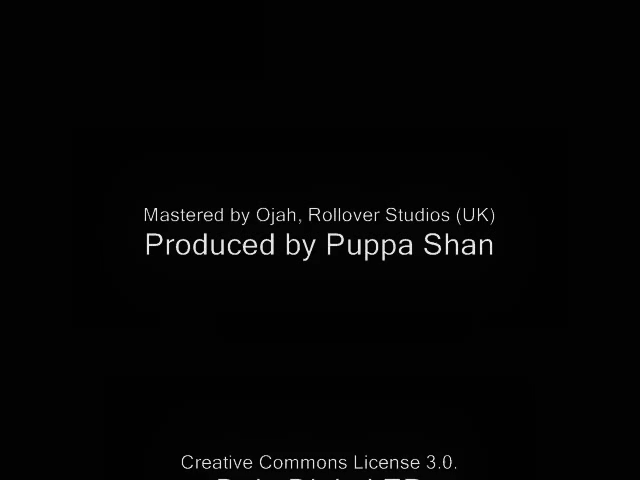 Mastered by Ojah, Rollover Studios (UK)
Produced by Puppa Shan
Creative Commons License 3.0.